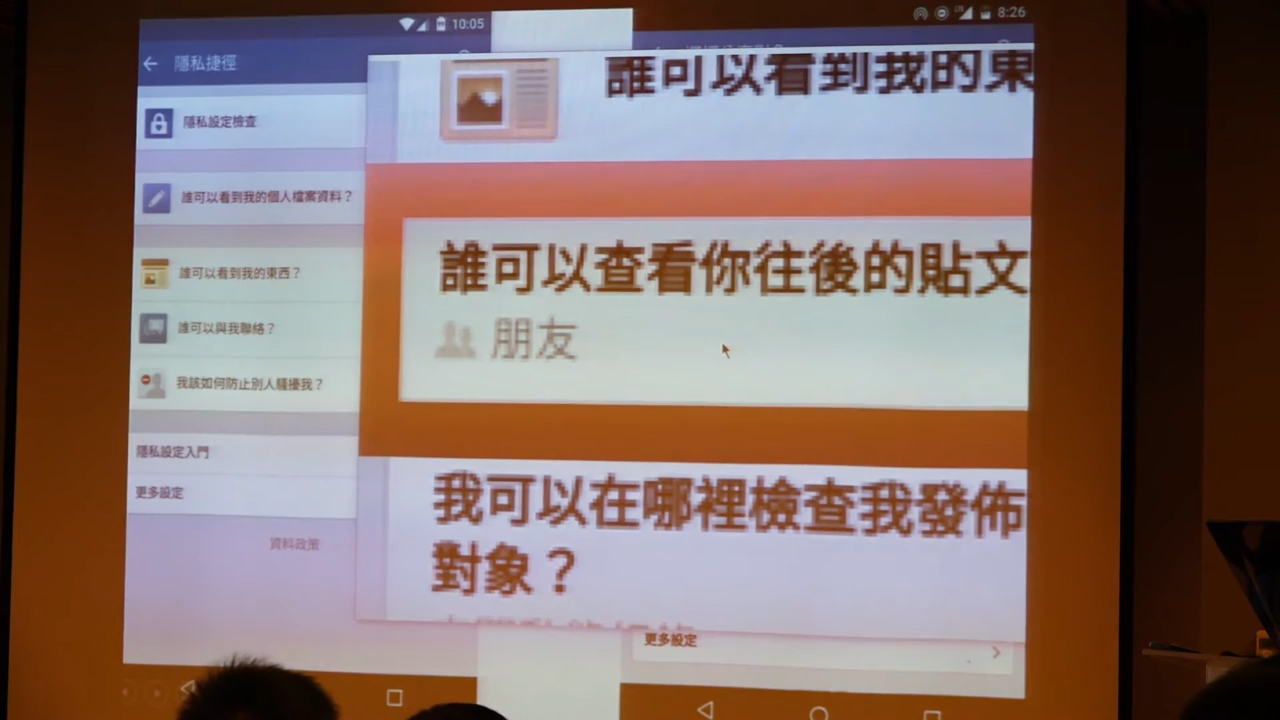 10:05
隱私捷徑
隱私設定檢查
誰可以看到我的個人檔案資料？
誰可以看到我的東西？
誰可以與我聯絡？
我該如何防止別人騷擾我？
隱私設定入門
更多設定
資料政策
LTE 8:26
誰可以看到我的東
誰可以查看你往後的貼文
朋友
我可以在哪裡檢查我發佈
對象？
更多設定